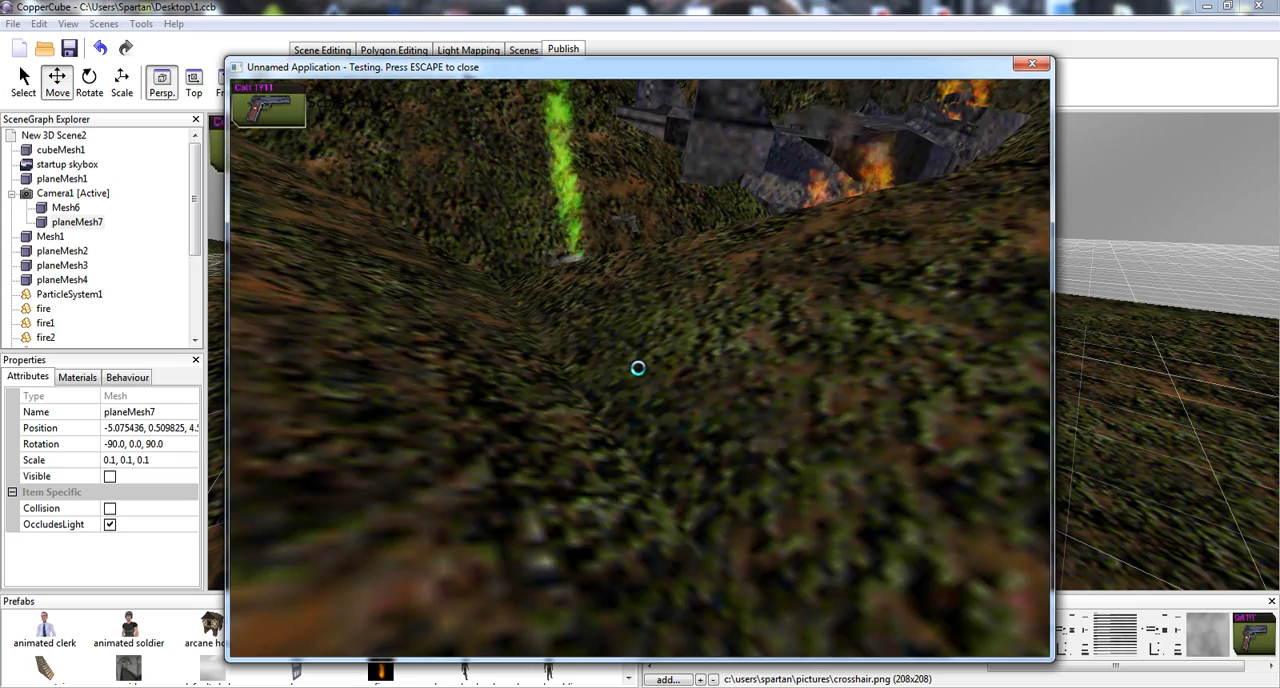 CopperCube - C:\Users\Spartan\Desktop\1.ccb
File Edit View Scenes Tools Help
Scene Editing Polygon Editing Light Mapping Scenes Publish
Select Move Rotate Scale Persp. Top
Unnamed Application - Testing. Press ESCAPE to close
Colt 1911
SceneGraph Explorer
New 3D Scene2
cubeMesh1
startup skybox
planeMesh1
Camera1 [Active]
Mesh6
planeMesh7
Mesh1
planeMesh2
planeMesh3
planeMesh4
ParticleSystem1
fire
fire1
fire2
Properties
Attributes Materials Behaviour
Type Mesh
Name planeMesh7
Position -5.075436, 0.509825, 4.
Rotation -90.0, 0.0, 90.0
Scale 0.1, 0.1, 0.1
Visible
Item Specific
Collision
OccludesLight
Prefabs
animated clerk animated soldier arcane
Colt 1911
add... + - c:\users\spartan\pictures\crosshair.png (208x208)